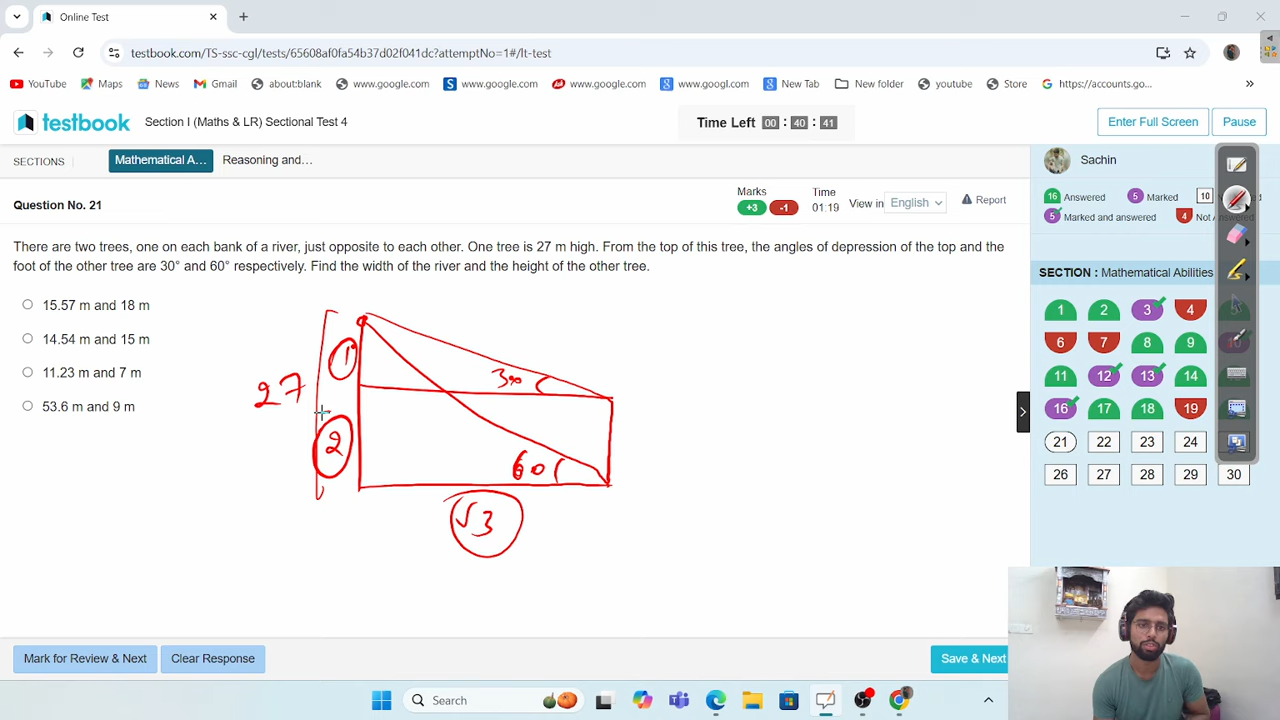 Online Test
testbook.com/TS-ssc-cgl/tests/65608af0fa54b37d02f041dc?attemptNo=1#/lt-test
YouTube Maps News Gmail about:blank www.google.com www.google.com www.google.com www.googl.com New Tab New folder youtube Store https://accounts.go...
testbook Section I (Maths & LR) Sectional Test 4 Time Left 00 : 40 : 41 Enter Full Screen Pause
SECTIONS Mathematical A... Reasoning and... Sachin
Question No. 21 Marks +3 -1 Time 01:19 View in English Report
16 Answered 5 Marked 10
5 Marked and answered 4
There are two trees, one on each bank of a river, just opposite to each other. One tree is 27 m high. From the top of this tree, the angles of depression of the top and the
foot of the other tree are 30° and 60° respectively. Find the width of the river and the height of the other tree.
15.57 m and 18 m
14.54 m and 15 m
11.23 m and 7 m
53.6 m and 9 m
27
1
2
30
60
√3
SECTION : Mathematical Abilities
1 2 3 4 5
6 7 8 9 10
11 12 13 14
16 17 18 19
21 22 23 24
26 27 28 29 30
Mark for Review & Next Clear Response Save & Next
Search